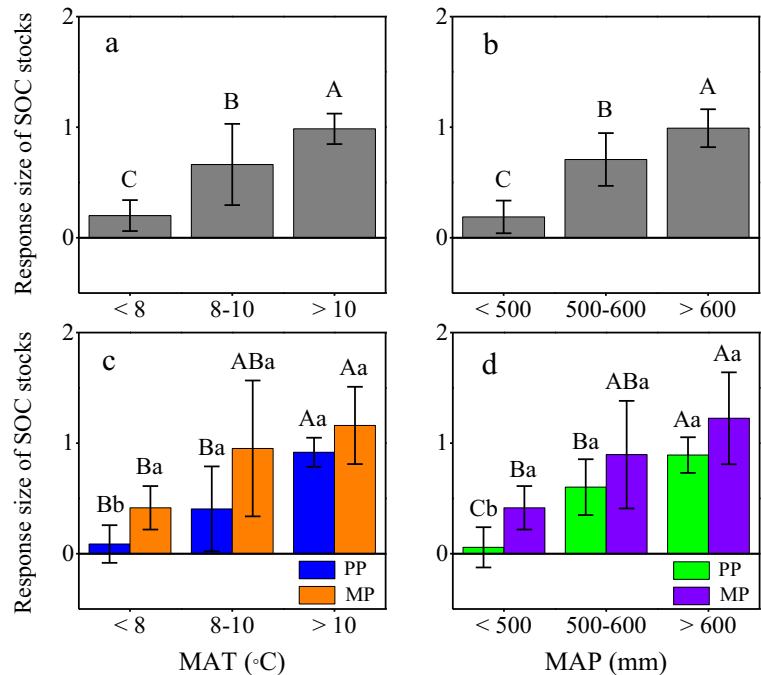 Response size of SOC stocks
2
1
0
a
C
B
A
< 8
8-10
> 10
2
1
0
b
C
B
A
< 500
500-600
> 600
Response size of SOC stocks
2
1
0
c
Bb
Ba
Ba
ABa
Aa
Aa
PP
MP
< 8
8-10
> 10
MAT (◦C)
2
1
0
d
Cb
Ba
Ba
ABa
Aa
Aa
PP
MP
< 500
500-600
> 600
MAP (mm)